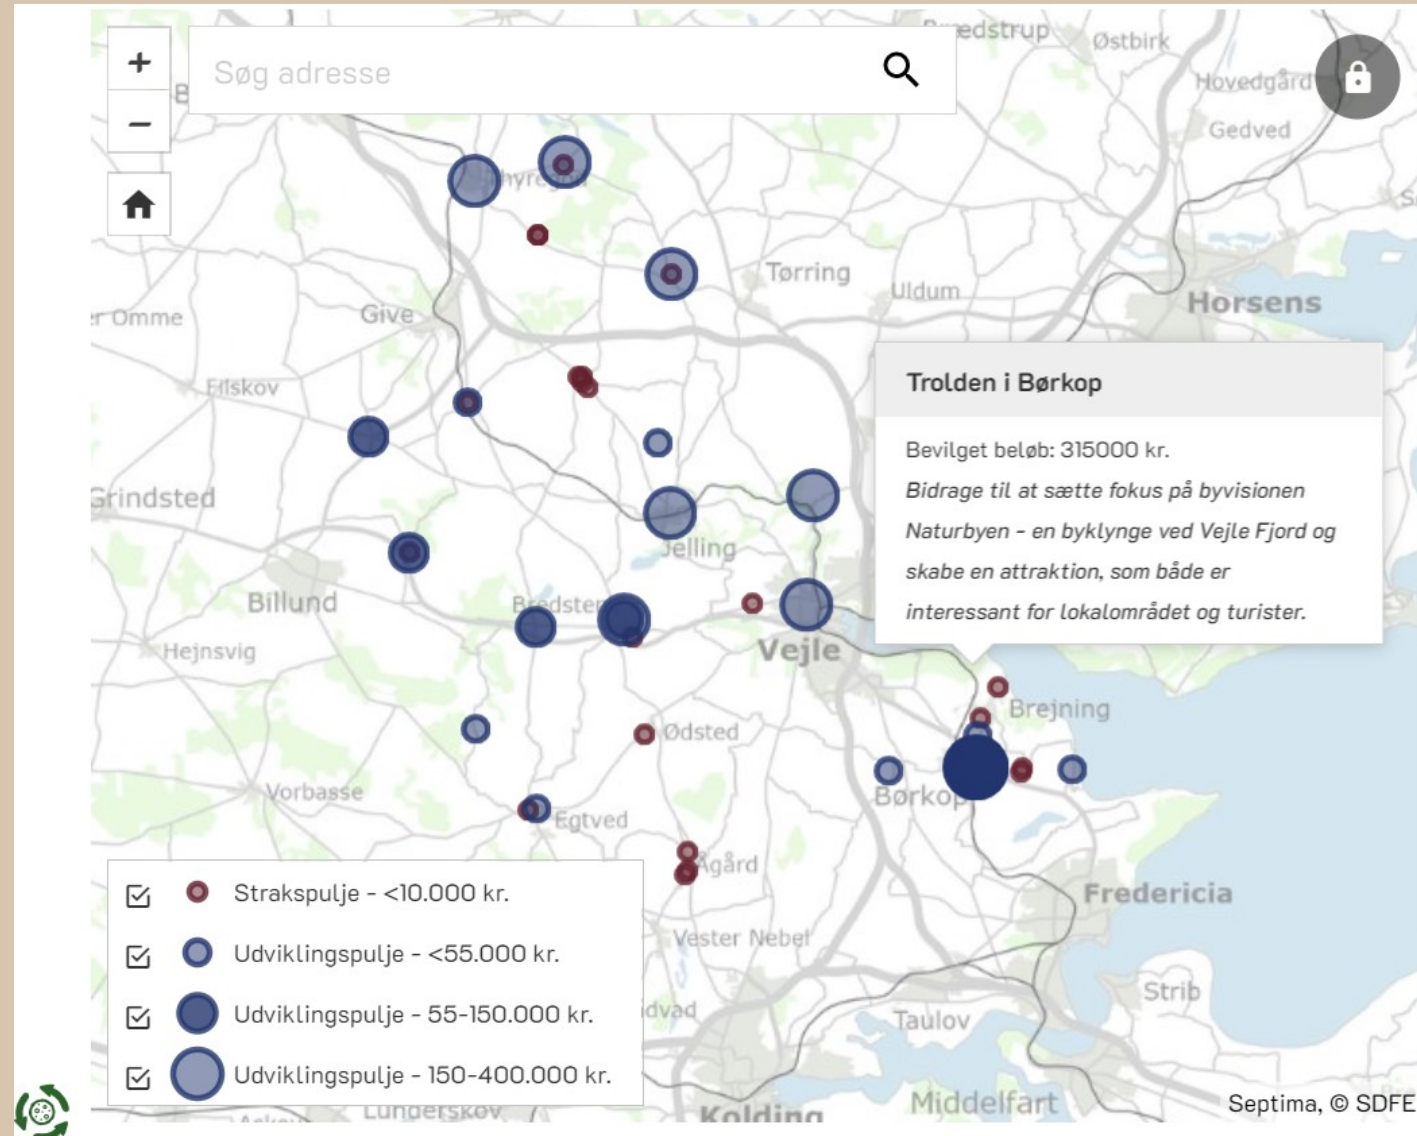 +
Søg adresse
−
Østbirk
Hovedgård
Gedved
Tørring
Uldum
Horsens
Give
Filskov
Trolden i Børkop
Bevilget beløb: 315000 kr.
Bidrage til at sætte fokus på byvisionen
Naturbyen - en byklynge ved Vejle Fjord og
skabe en attraktion, som både er
interessant for lokalområdet og turister.
Grindsted
Jelling
Billund
Hejnsvig
Vejle
Brejning
Ødsted
Vorbasse
Børkop
Egtved
Ågård
Fredericia
Strakspulje - <10.000 kr.
Vester Nebel
Udviklingspulje - <55.000 kr.
Strib
Udviklingspulje - 55-150.000 kr.
Taulov
Udviklingspulje - 150-400.000 kr.
Middelfart
Septima, © SDFE
Kolding